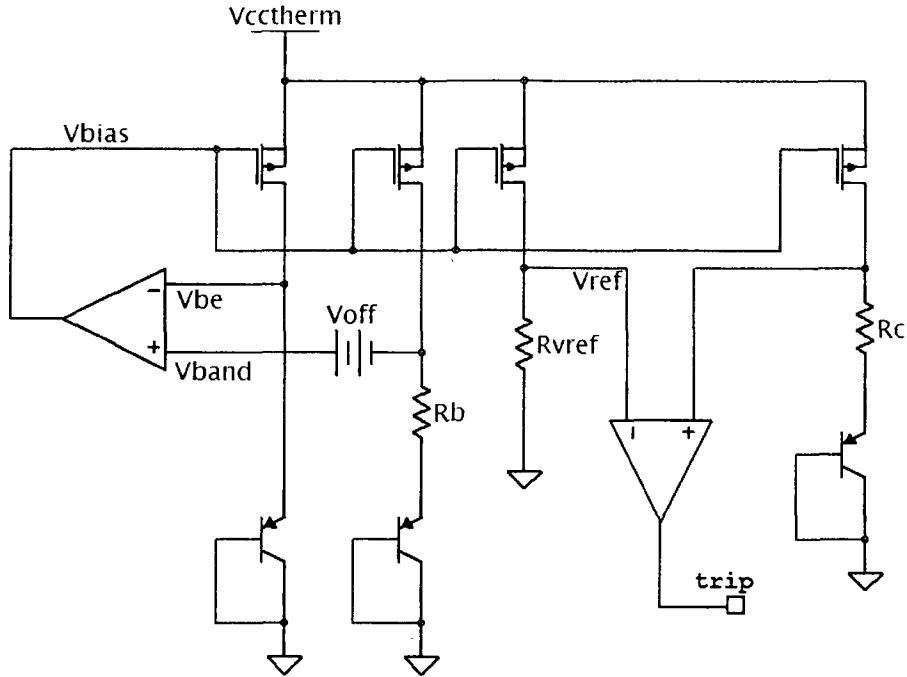 Vcctherm
Vbias
Vbe
Voff
Vref
Rvref
Rc
Vband
Rb
trip